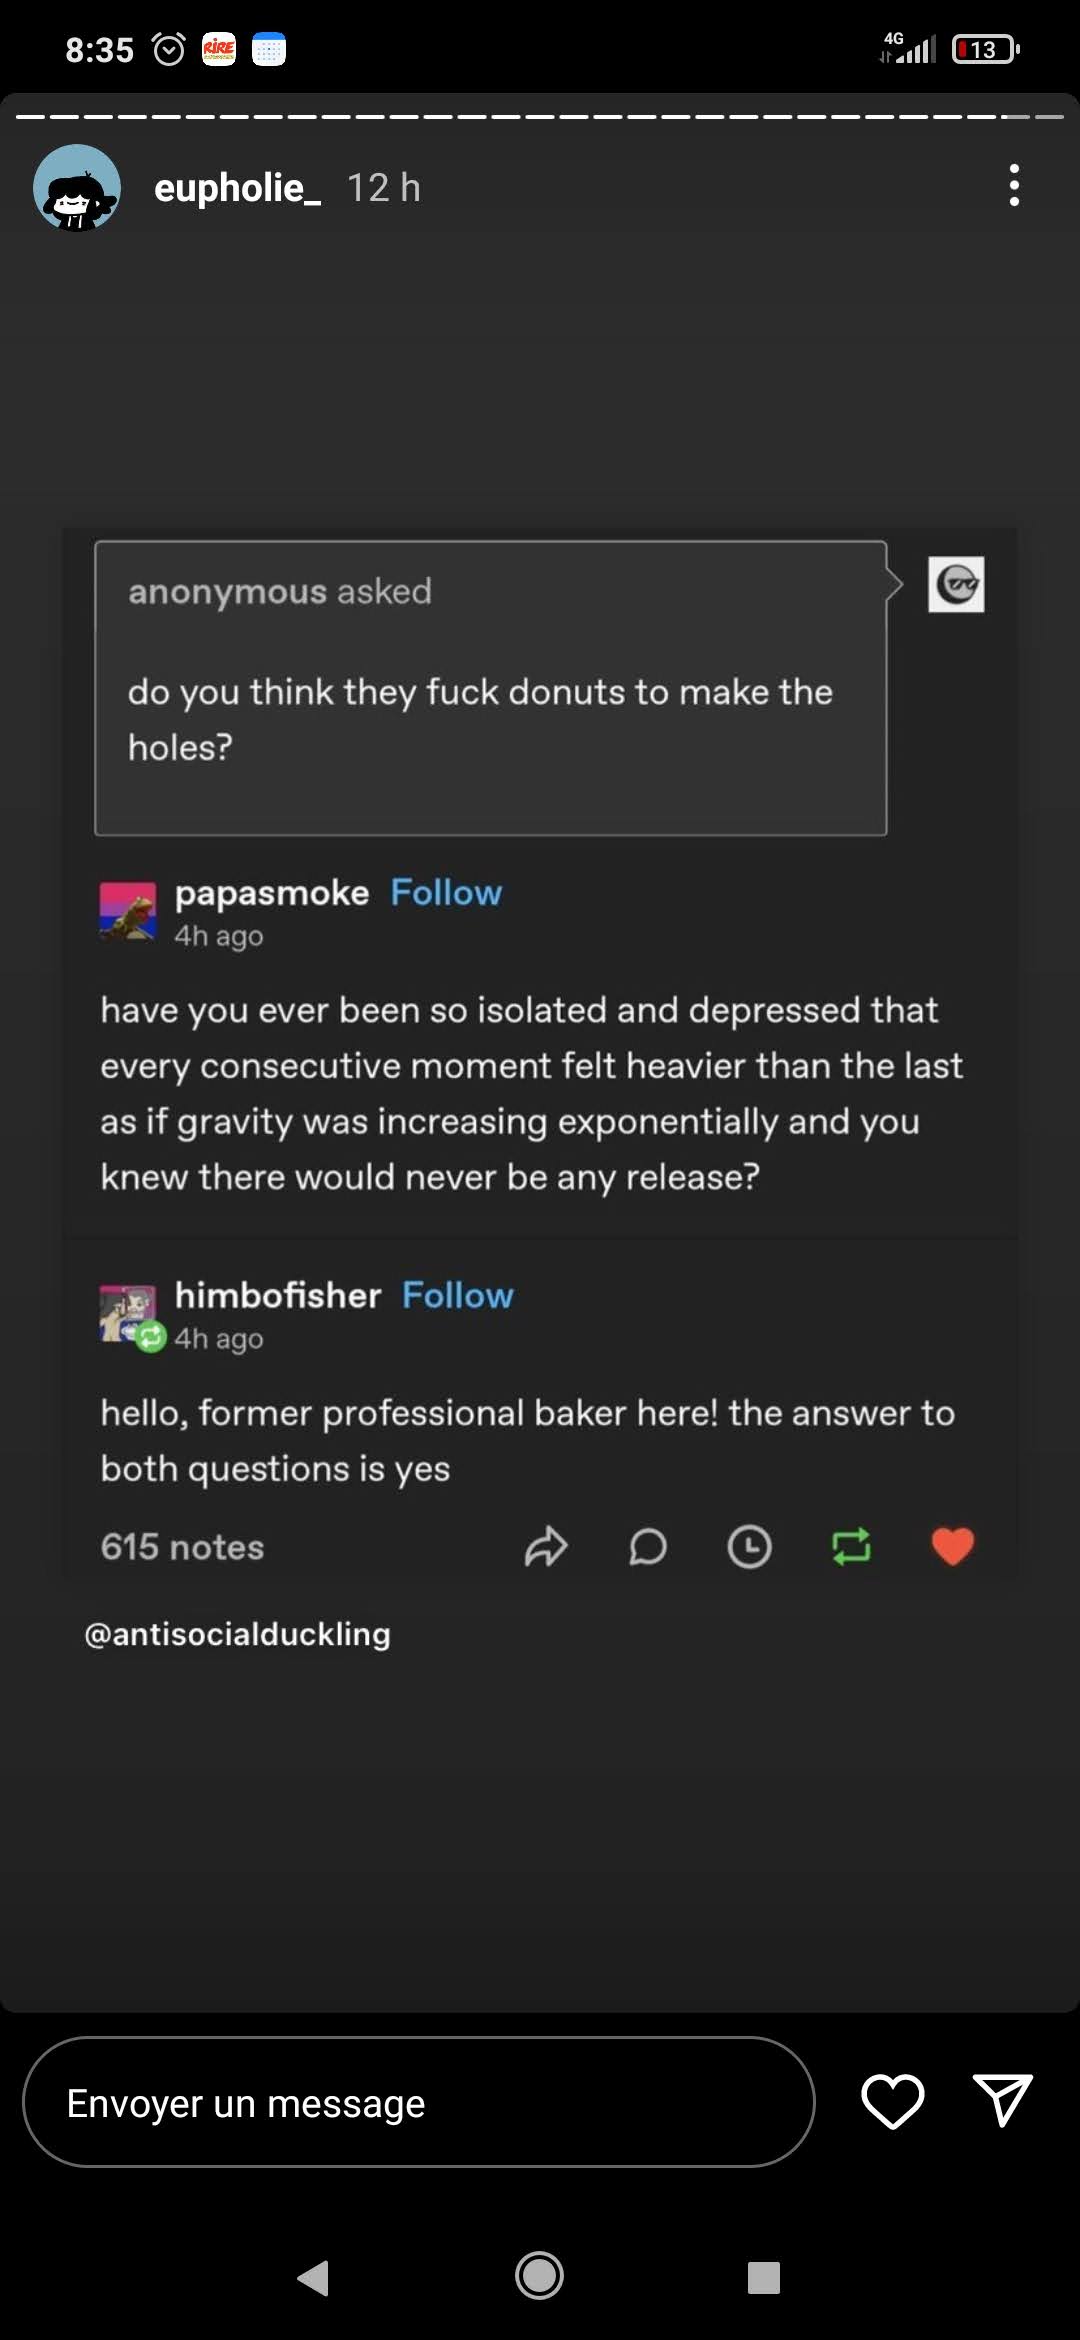 8:35 RIRE 4G 13
eupholie_ 12 h
anonymous asked
do you think they fuck donuts to make the
holes?
papasmoke Follow
4h ago
have you ever been so isolated and depressed that
every consecutive moment felt heavier than the last
as if gravity was increasing exponentially and you
knew there would never be any release?
himbofisher Follow
4h ago
hello, former professional baker here! the answer to
both questions is yes
615 notes
@antisocialduckling
Envoyer un message